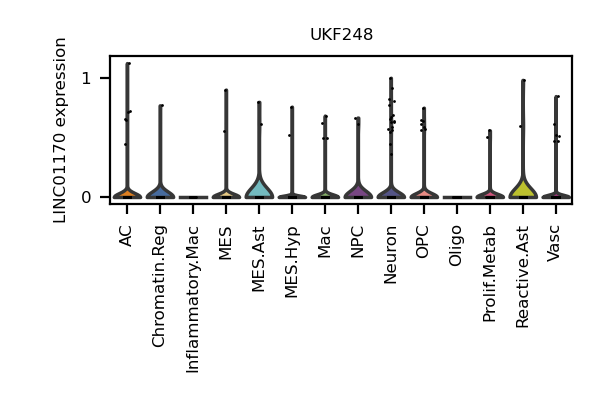 UKF248
LINC01170 expression
1
0
AC
Chromatin.Reg
Inflammatory.Mac
MES
MES.Ast
MES.Hyp
Mac
NPC
Neuron
OPC
Oligo
Prolif.Metab
Reactive.Ast
Vasc